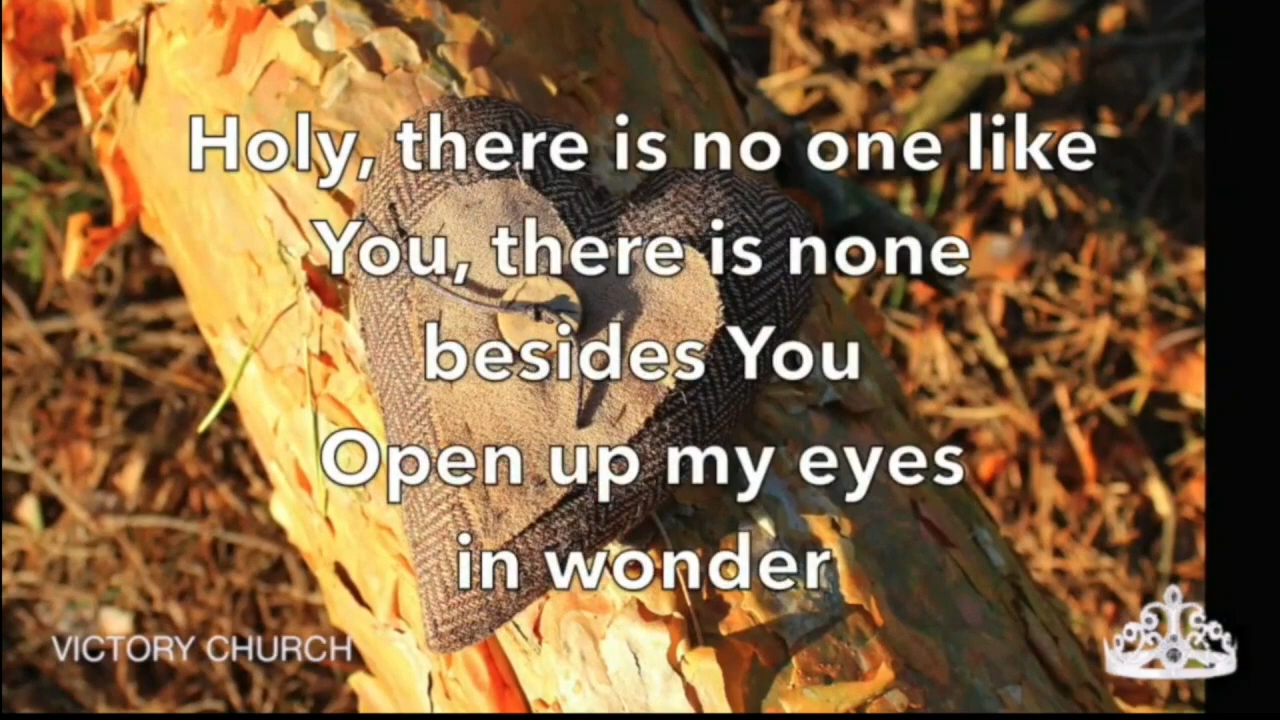 Holy, there is no one like
You, there is none
besides You
Open up my eyes
in wonder
VICTORY CHURCH